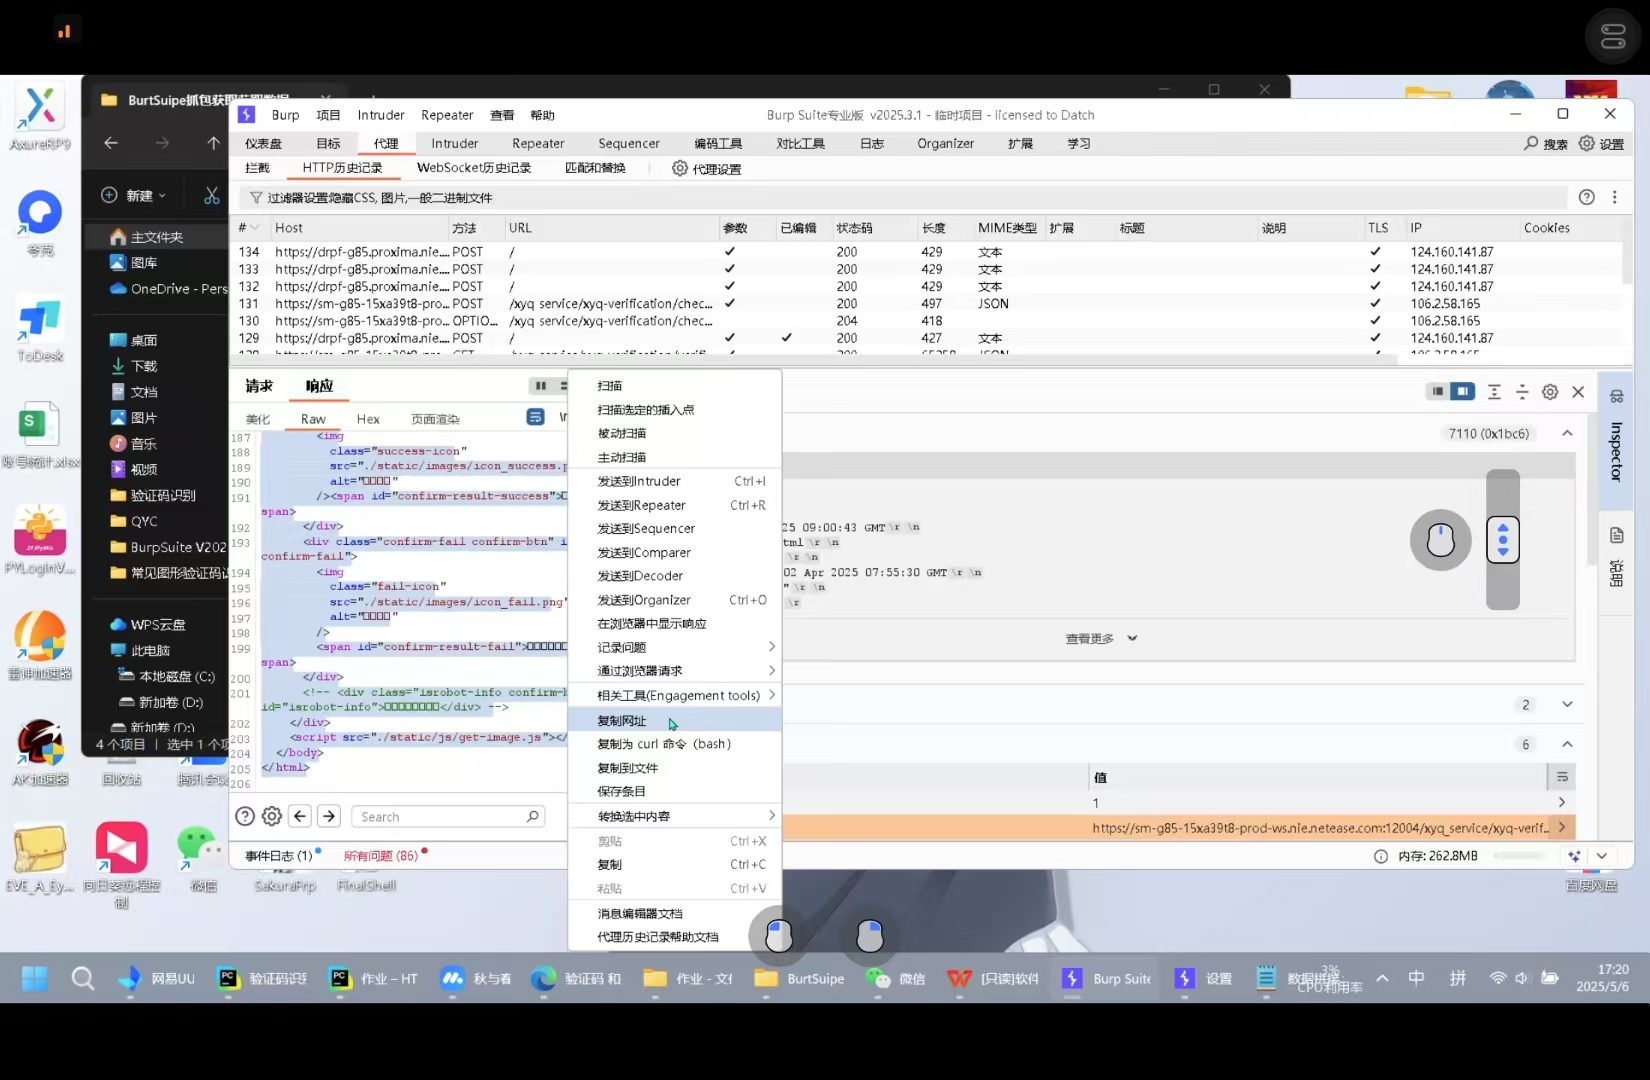 BurtSuipe抓包获取
Burp
项目
Intruder
Repeater
查看
帮助
Burp Suite专业版 v2025.3.1 - 临时项目 - licensed to Datch
仪表盘
目标
代理
Intruder
Repeater
Sequencer
编码工具
对比工具
日志
Organizer
扩展
学习
搜索
设置
拦截
HTTP历史记录
WebSocket历史记录
匹配和替换
代理设置
过滤器设置:隐藏CSS, 图片,一般二进制文件
# Host 方法 URL 参数 已编辑 状态码 长度 MIME类型 扩展 标题 说明 TLS IP Cookies
134 https://drpf-g85.proxima.nie.... POST / ✓ 200 429 文本 ✓ 124.160.141.87
133 https://drpf-g85.proxima.nie.... POST / ✓ 200 429 文本 ✓ 124.160.141.87
132 https://drpf-g85.proxima.nie.... POST / ✓ 200 429 文本 ✓ 124.160.141.87
131 https://sm-g85-15xa39t8-pro... POST /xyq_service/xyq-verification/chec... ✓ 200 497 JSON ✓ 106.2.58.165
130 https://sm-g85-15xa39t8-pro... OPTIO... /xyq_service/xyq-verification/chec... 204 418 ✓ 106.2.58.165
129 https://drpf-g85.proxima.nie.... POST / ✓ ✓ 200 427 文本 ✓ 124.160.141.87
请求
响应
美化
Raw
Hex
页面渲染
187 <img
188 class="success-icon"
189 src="./static/images/icon_success.p
190 alt="□□□□"
191 /><span id="confirm-result-success">
span>
192 </div>
193 <div class="confirm-fail confirm-btn" i
confirm-fail">
194 <img
195 class="fail-icon"
196 src="./static/images/icon_fail.png"
197 alt="□□□□"
198 />
199 <span id="confirm-result-fail">
span>
200 </div>
201 <!-- <div class="isrobot-info confirm-b
id="isrobot-info">□□□□□□□□</div> -->
202 </div>
203 <script src="./static/js/get-image.js"></
204 </body>
205 </html>
206
Search
事件日志 (1)
所有问题 (86)
扫描
扫描选定的插入点
被动扫描
主动扫描
发送到Intruder Ctrl+I
发送到Repeater Ctrl+R
发送到Sequencer
发送到Comparer
发送到Decoder
发送到Organizer Ctrl+O
在浏览器中显示响应
记录问题
通过浏览器请求
相关工具(Engagement tools)
复制网址
复制为 curl 命令 (bash)
复制到文件
保存条目
转换选中内容
剪贴 Ctrl+X
复制 Ctrl+C
粘贴 Ctrl+V
消息编辑器文档
代理历史记录帮助文档
7110 (0x1bc6)
25 09:00:43 GMT \r \n
tml \r \n
\r \n
02 Apr 2025 07:55:30 GMT \r \n
" \r \n
\r
查看更多
2
6
值
1
https://sm-g85-15xa39t8-prod-ws.nie.netease.com:12004/xyq_service/xyq-verif...
内存: 262.8MB
Inspector
说明
新建
主文件夹
图库
OneDrive - Pers
桌面
下载
文档
图片
音乐
视频
验证码识别
QYC
BurpSuite V202
常见图形验证码
WPS云盘
此电脑
本地磁盘 (C:)
新加卷 (D:)
新加卷 (D:)
4 个项目 | 选中 1 个项
AxureRP9
夸克
ToDesk
账号统计.xlsx
PYLoginV...
雷神加速器
AK加速器
EVE_A_Ey...
回收站
腾讯会议
向日葵远程控
制
微信
SakuraFrp
FinalShell
百度网盘
网易UU
验证码识
作业 – HT
秋与看
验证码 和
作业 - 文件
BurtSuipe
微信
[只读]软件
Burp Suite
设置
3%
CPU利用率
中
拼
17:20
2025/5/6